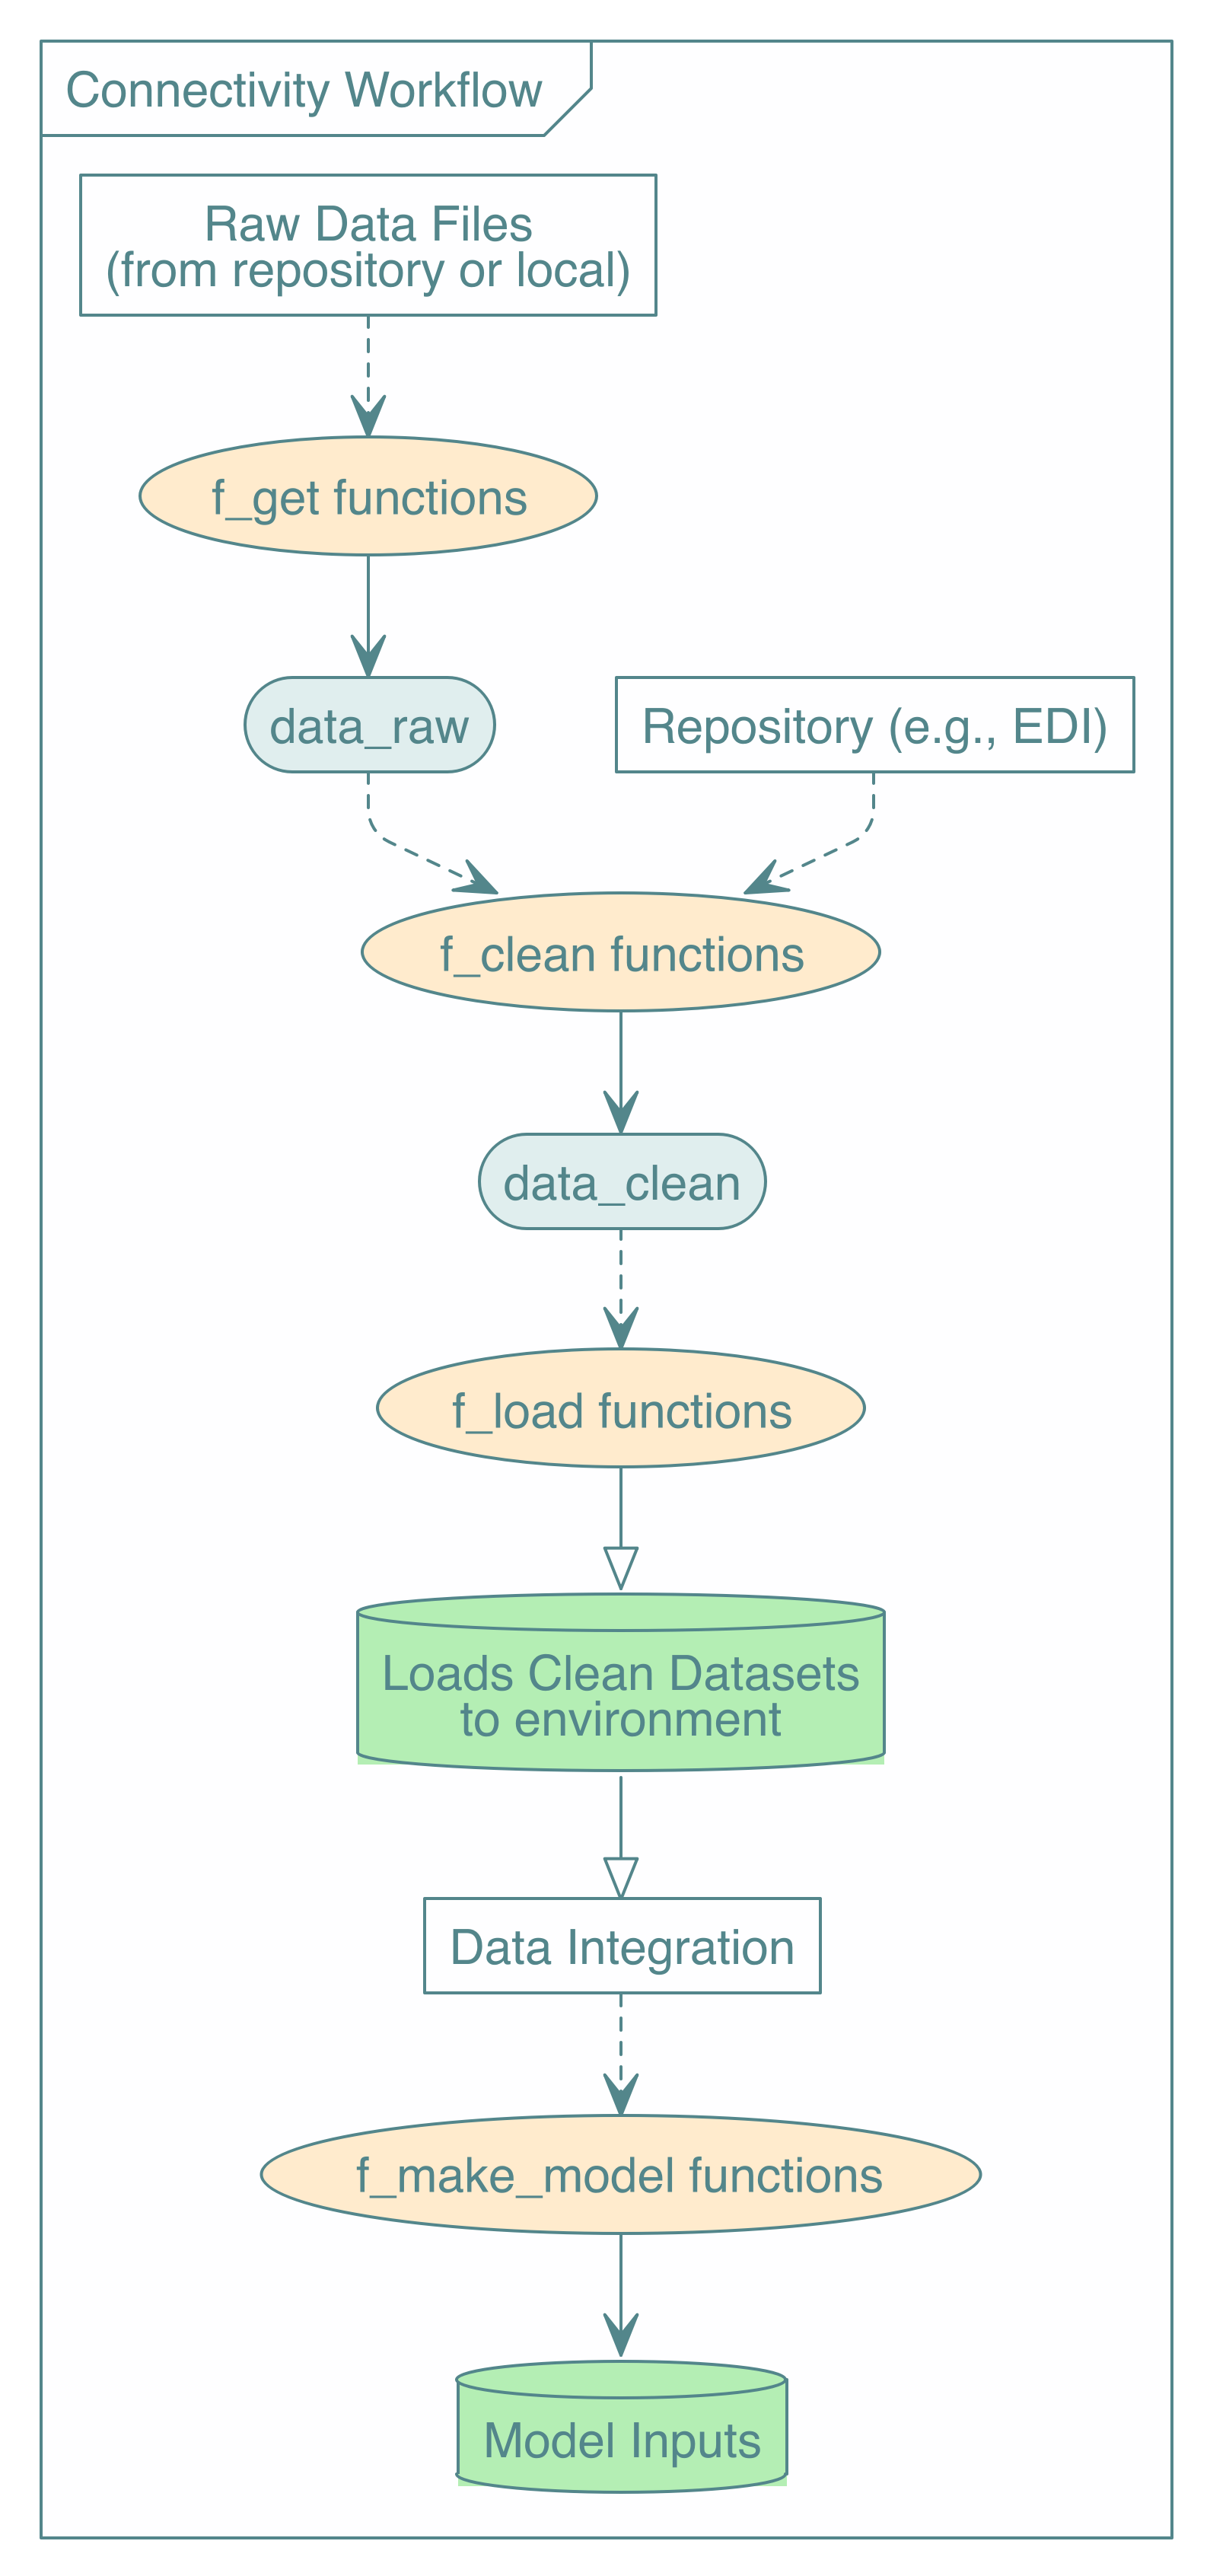 Connectivity Workflow
Raw Data Files
(from repository or local)
f_get functions
data_raw
Repository (e.g., EDI)
f_clean functions
data_clean
f_load functions
Loads Clean Datasets
to environment
Data Integration
f_make_model functions
Model Inputs